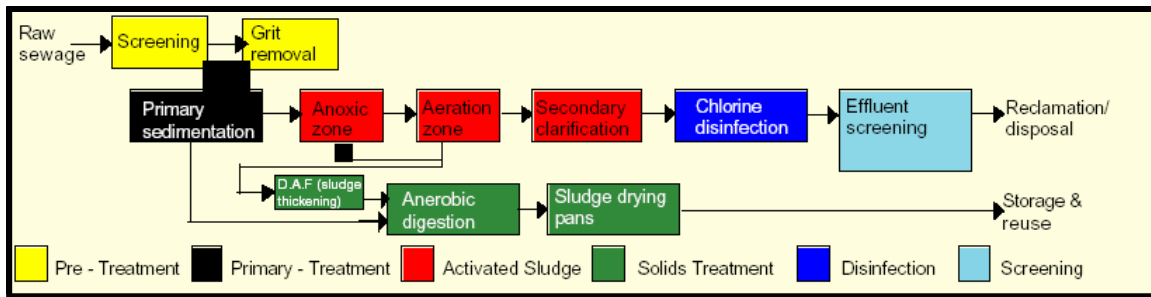 Raw
sewage
Screening
Grit
removal
Primary
sedimentation
Anoxic
zone
Aeration
zone
Secondary
clarification
Chlorine
disinfection
Effluent
screening
Reclamation/
disposal
D.A.F (sludge
thickening)
Anerobic
digestion
Sludge drying
pans
Storage &
reuse
Pre - Treatment
Primary - Treatment
Activated Sludge
Solids Treatment
Disinfection
Screening